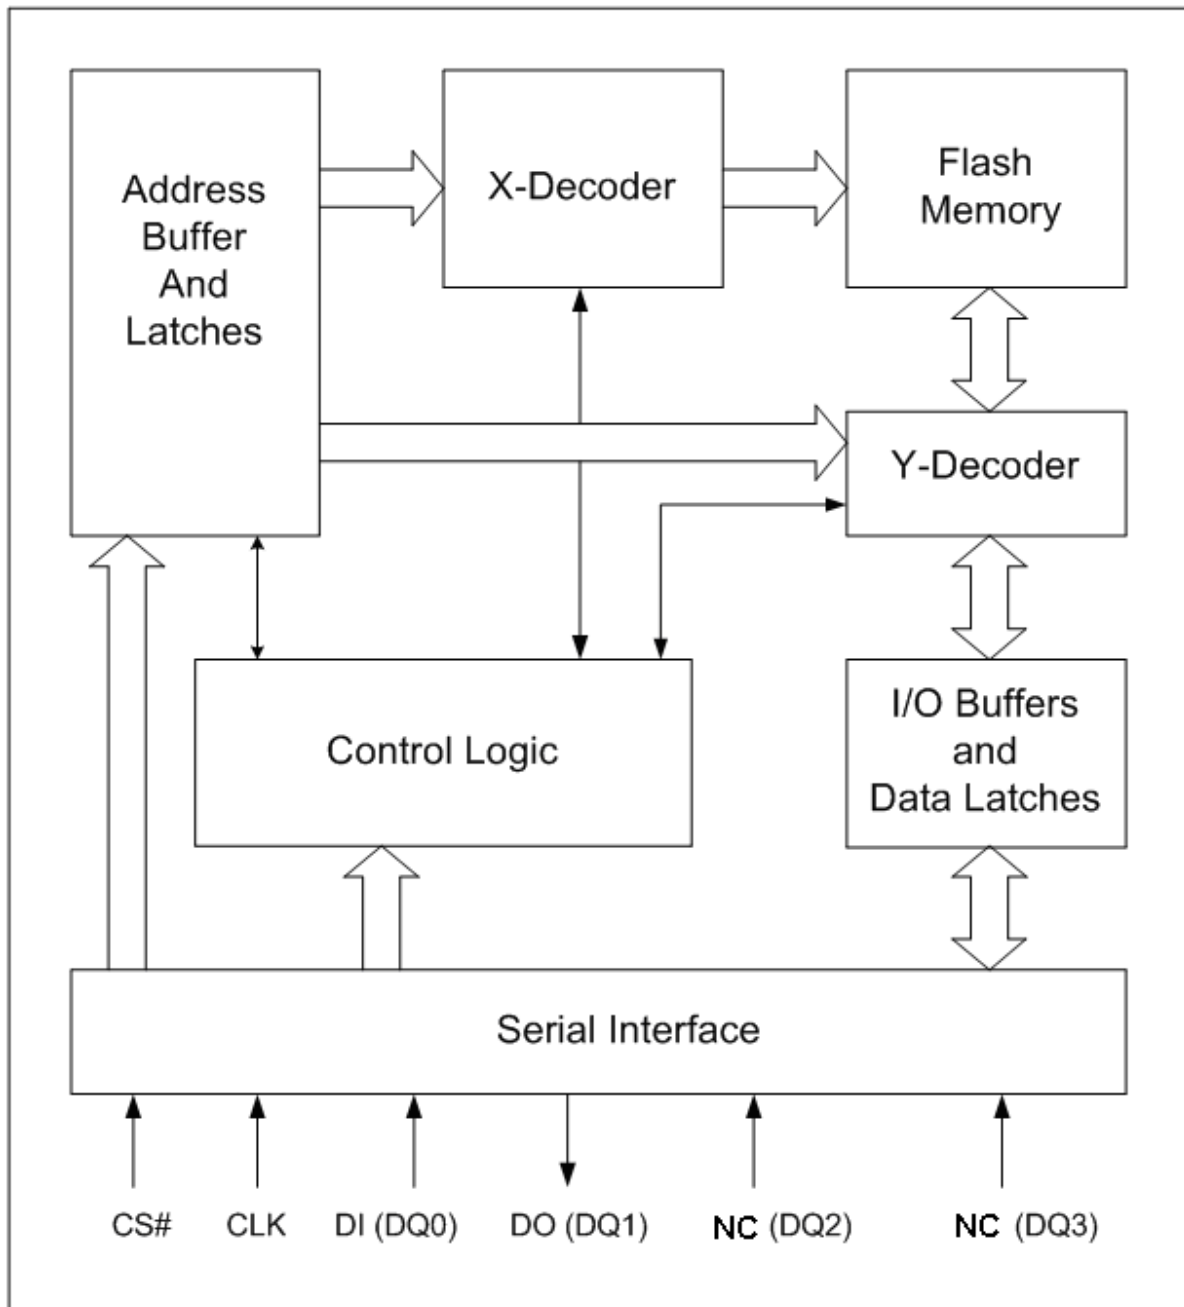 Address
Buffer
And
Latches
X-Decoder
Flash
Memory
Y-Decoder
Control Logic
I/O Buffers
and
Data Latches
Serial Interface
CS# CLK DI (DQ0) DO (DQ1) NC (DQ2) NC (DQ3)